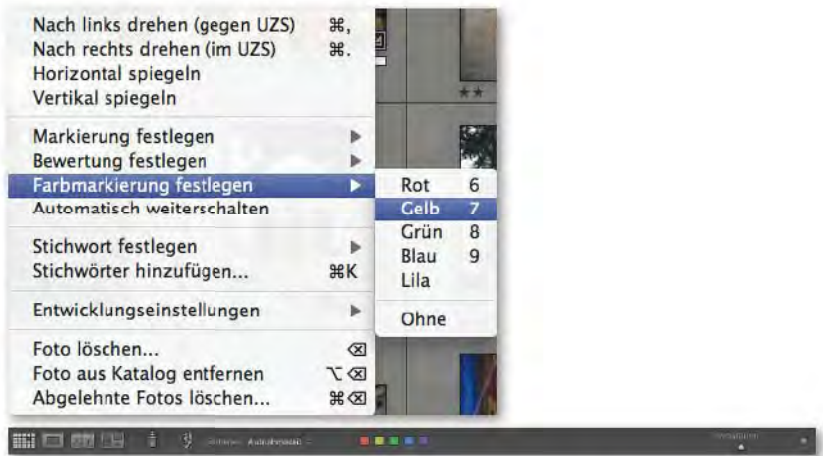 Nach links drehen (gegen UZS) ⌘,
Nach rechts drehen (im UZS) ⌘.
Horizontal spiegeln
Vertikal spiegeln
Markierung festlegen ▶
Bewertung festlegen ▶
Farbmarkierung festlegen ▶
Automatisch weiterschalten
Stichwort festlegen ▶
Stichwörter hinzufügen... ⌘K
Entwicklungseinstellungen ▶
Foto löschen... ⌫
Foto aus Katalog entfernen ⌥⌫
Abgelehnte Fotos löschen... ⌘⌫
Rot 6
Gelb 7
Grün 8
Blau 9
Lila
Ohne